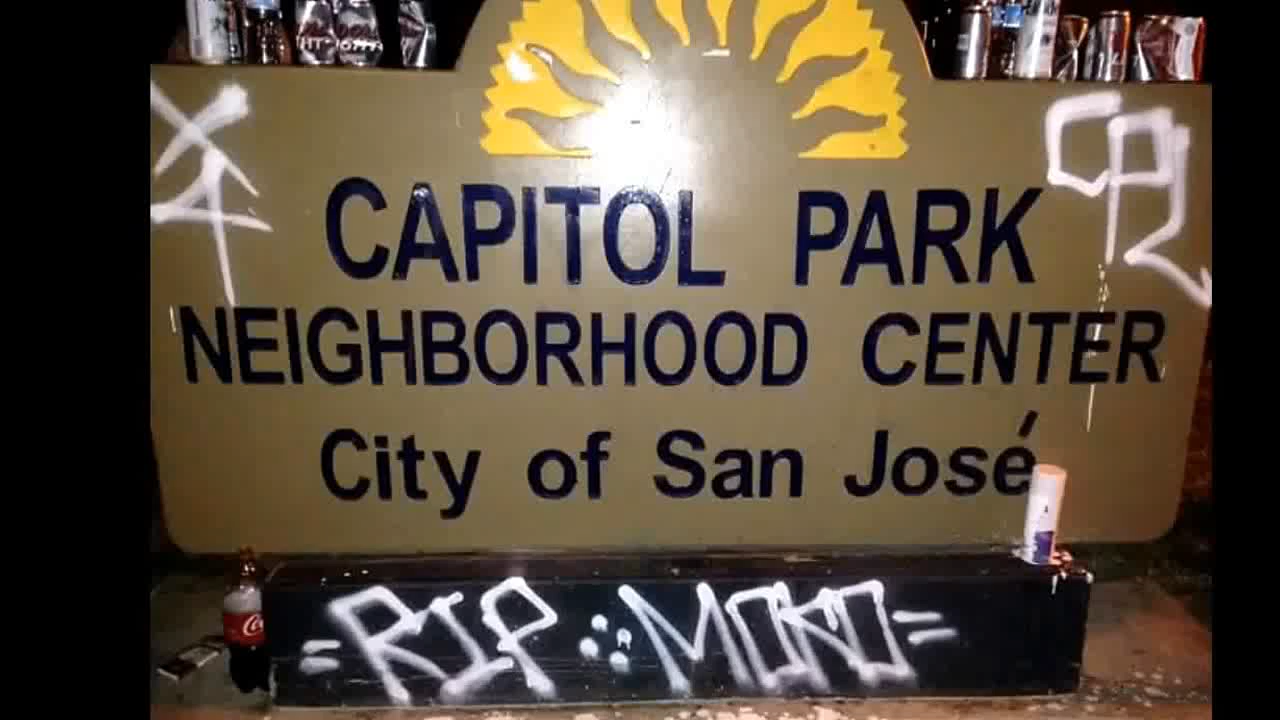 CAPITOL PARK
NEIGHBORHOOD CENTER
City of San José
=RIP MOKO=